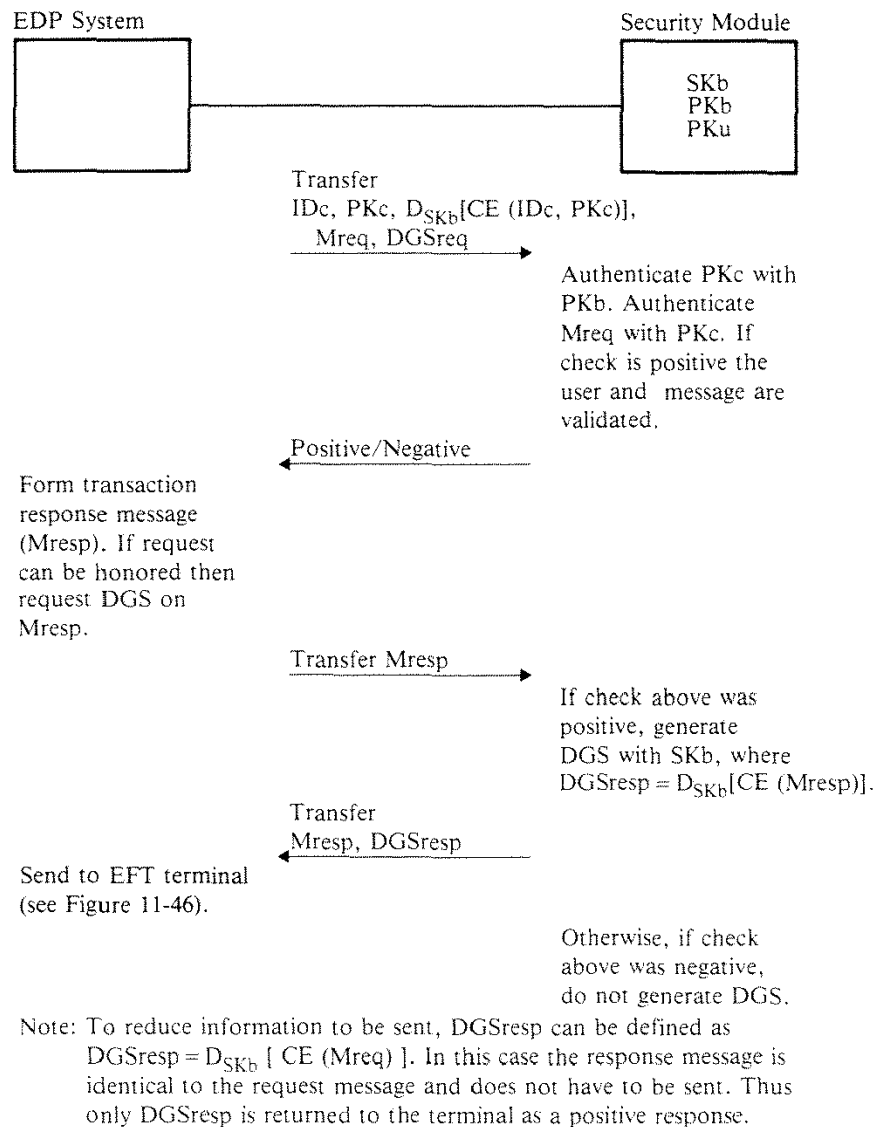 EDP System
Security Module
SKb
PKb
PKu
Transfer
IDc, PKc, D_SKb[CE (IDc, PKc)],
Mreq, DGSreq
Authenticate PKc with
PKb. Authenticate
Mreq with PKc. If
check is positive the
user and message are
validated.
Positive/Negative
Form transaction
response message
(Mresp). If request
can be honored then
request DGS on
Mresp.
Transfer Mresp
If check above was
positive, generate
DGS with SKb, where
DGSresp = D_SKb[CE (Mresp)].
Transfer
Mresp, DGSresp
Send to EFT terminal
(see Figure 11-46).
Otherwise, if check
above was negative,
do not generate DGS.
Note: To reduce information to be sent, DGSresp can be defined as
DGSresp = D_SKb [ CE (Mreq) ]. In this case the response message is
identical to the request message and does not have to be sent. Thus
only DGSresp is returned to the terminal as a positive response.